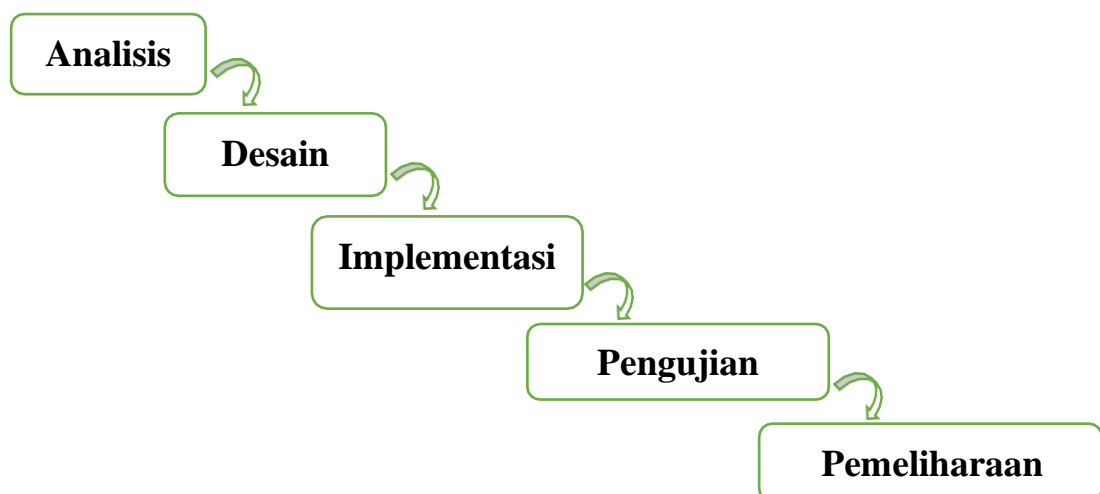 Analisis
Desain
Implementasi
Pengujian
Pemeliharaan